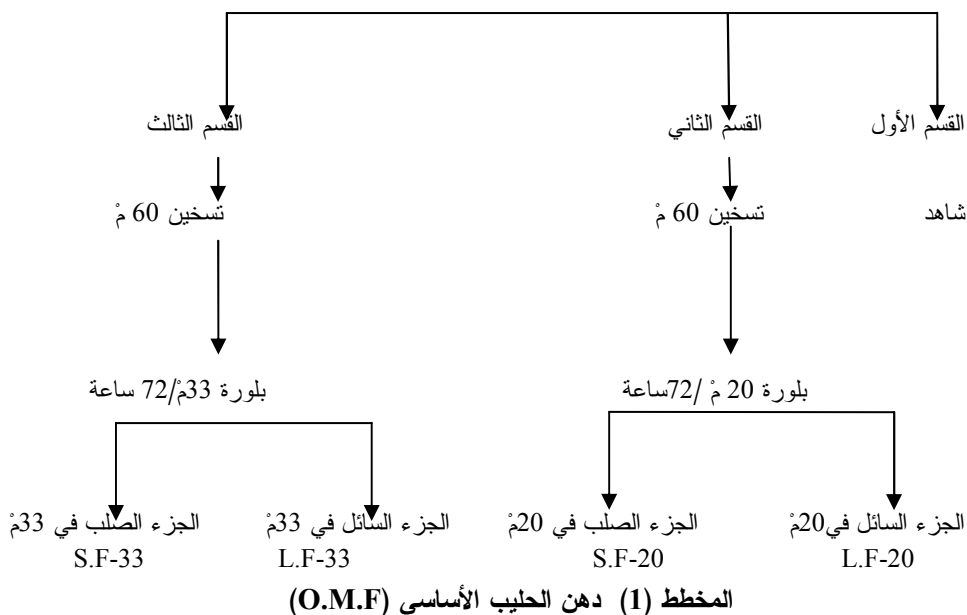 القسم الأول القسم الثاني القسم الثالث
شاهد تسخين 60 مْ تسخين 60 مْ
بلورة 20 مْ /72ساعة بلورة 33مْ/72 ساعة
الجزء السائل في20مْ الجزء الصلب في 20مْ الجزء السائل في 33مْ الجزء الصلب في 33مْ
L.F-20 S.F-20 L.F-33 S.F-33
المخطط (1) دهن الحليب الأساسي (O.M.F)